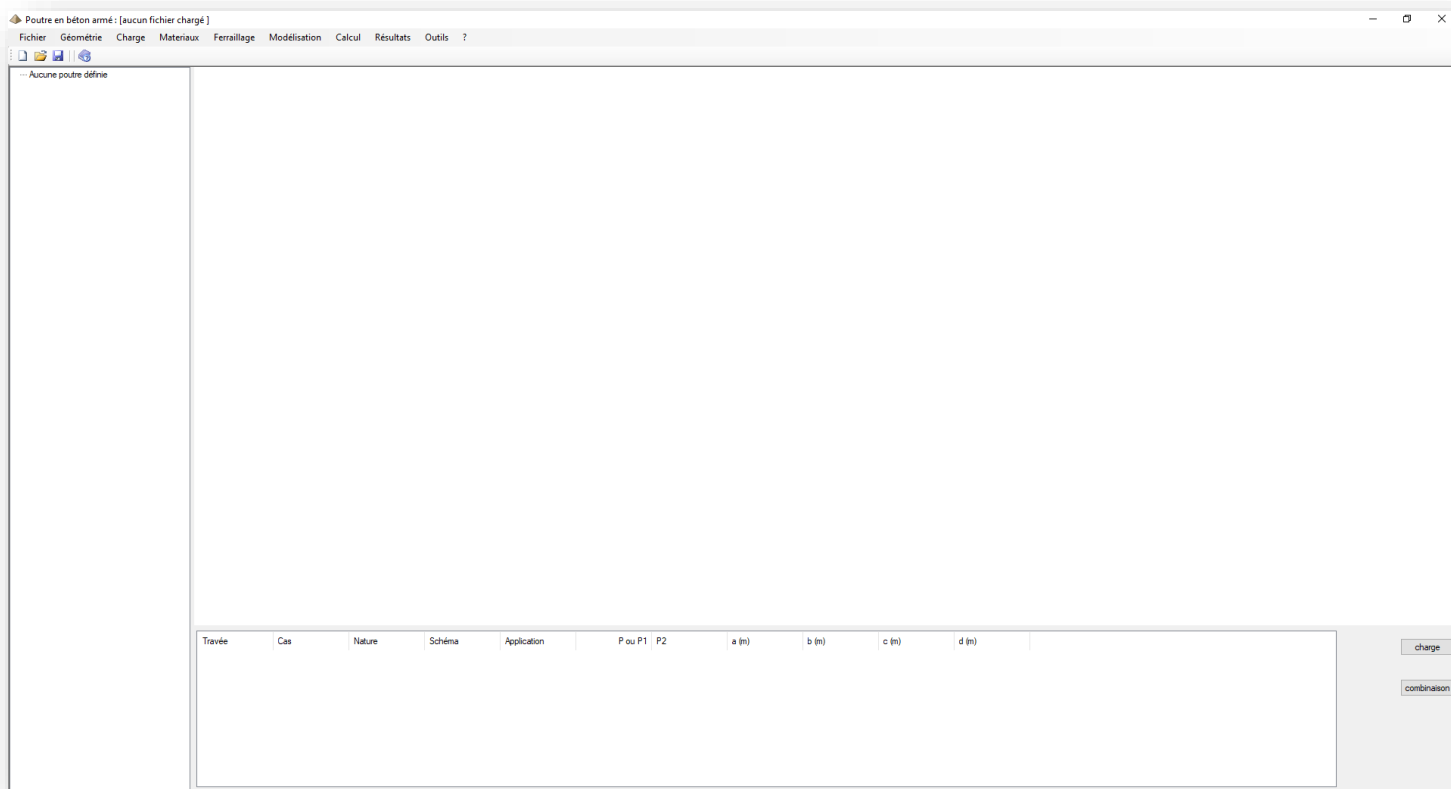 Poutre en béton armé : [aucun fichier chargé ]
Fichier Géométrie Charge Materiaux Ferraillage Modélisation Calcul Résultats Outils ?
Aucune poutre définie
Travée Cas Nature Schéma Application P ou P1 P2 a (m) b (m) c (m) d (m)
charge
combinaison